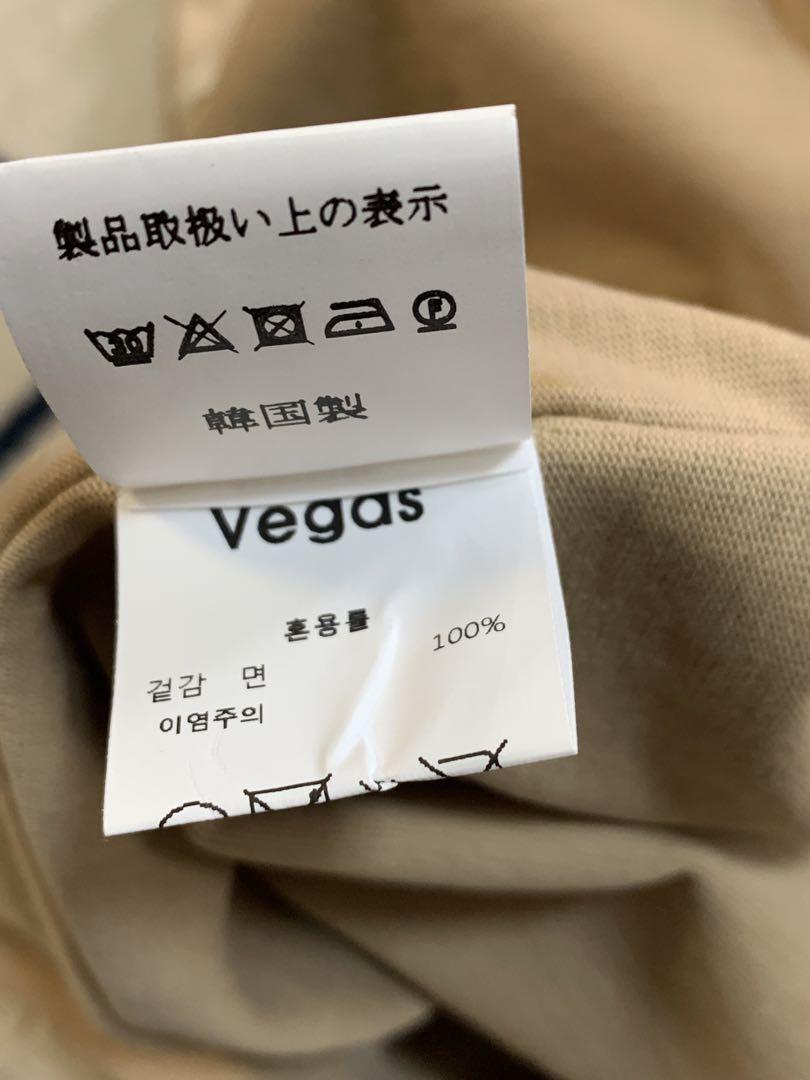 製品取扱い上の表示
30 F
韓国製
Vegas
혼용률
겉감 면 100%
이염주의